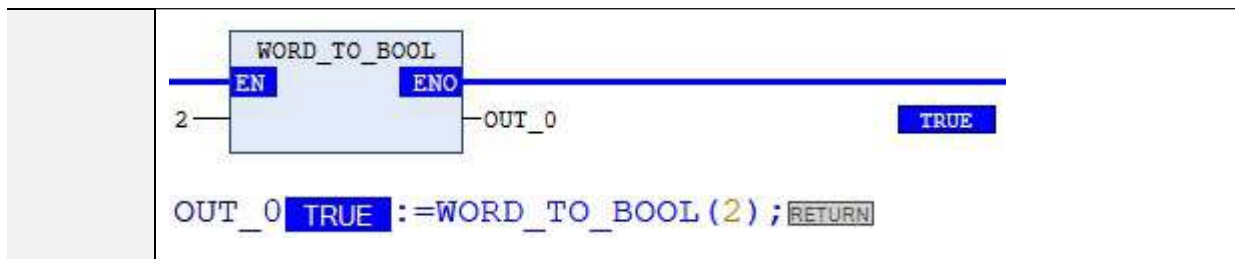 WORD_TO_BOOL
EN ENO
2 OUT_0 TRUE
OUT_0 TRUE :=WORD_TO_BOOL(2);RETURN